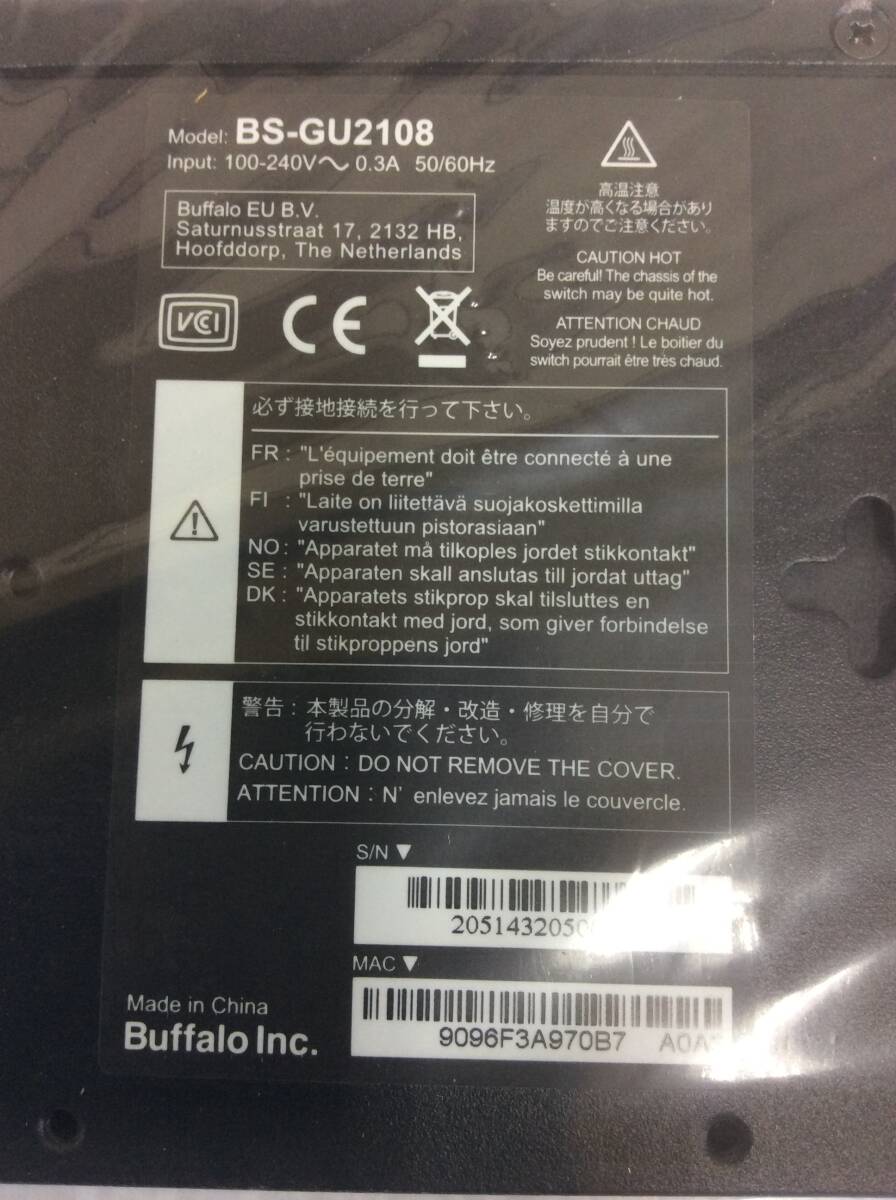 Model: BS-GU2108
Input: 100-240V～ 0.3A 50/60Hz
Buffalo EU B.V.
Saturnusstraat 17, 2132 HB,
Hoofddorp, The Netherlands
VCI
CE
高温注意
温度が高くなる場合があり
ますのでご注意ください。
CAUTION HOT
Be careful! The chassis of the
switch may be quite hot.
ATTENTION CHAUD
Soyez prudent ! Le boitier du
switch pourrait être très chaud.
必ず接地接続を行って下さい。
FR : "L'équipement doit être connecté à une
prise de terre"
FI : "Laite on liitettävä suojakoskettimilla
varustettuun pistorasiaan"
NO : "Apparatet må tilkoples jordet stikkontakt"
SE : "Apparaten skall anslutas till jordat uttag"
DK : "Apparatets stikprop skal tilsluttes en
stikkontakt med jord, som giver forbindelse
til stikproppens jord"
警告 : 本製品の分解・改造・修理を自分で
行わないでください。
CAUTION : DO NOT REMOVE THE COVER.
ATTENTION : N' enlevez jamais le couvercle.
S/N ▼
MAC ▼
9096F3A970B7
Made in China
Buffalo Inc.